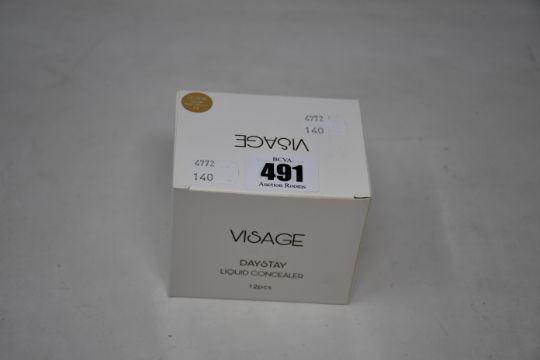 4772
140
VISAGE
BCVA
491
Auction Rooms
4772
140
VISAGE
DAYSTAY
LIQUID CONCEALER
12pcs